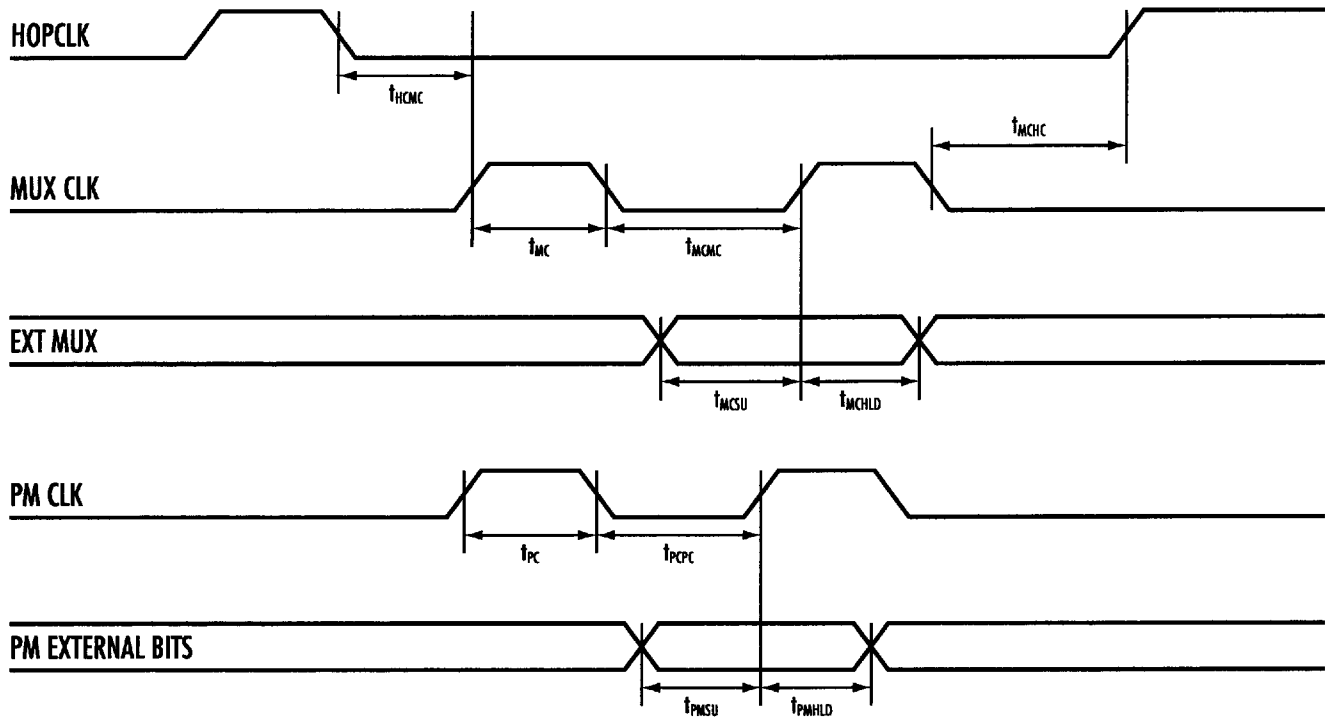 HOPCLK
tHCMC
tMCHC
MUX CLK
tMC
tMCMC
EXT MUX
tMCSU
tMCHLD
PM CLK
tPC
tPCPC
PM EXTERNAL BITS
tPMSU
tPMHLD